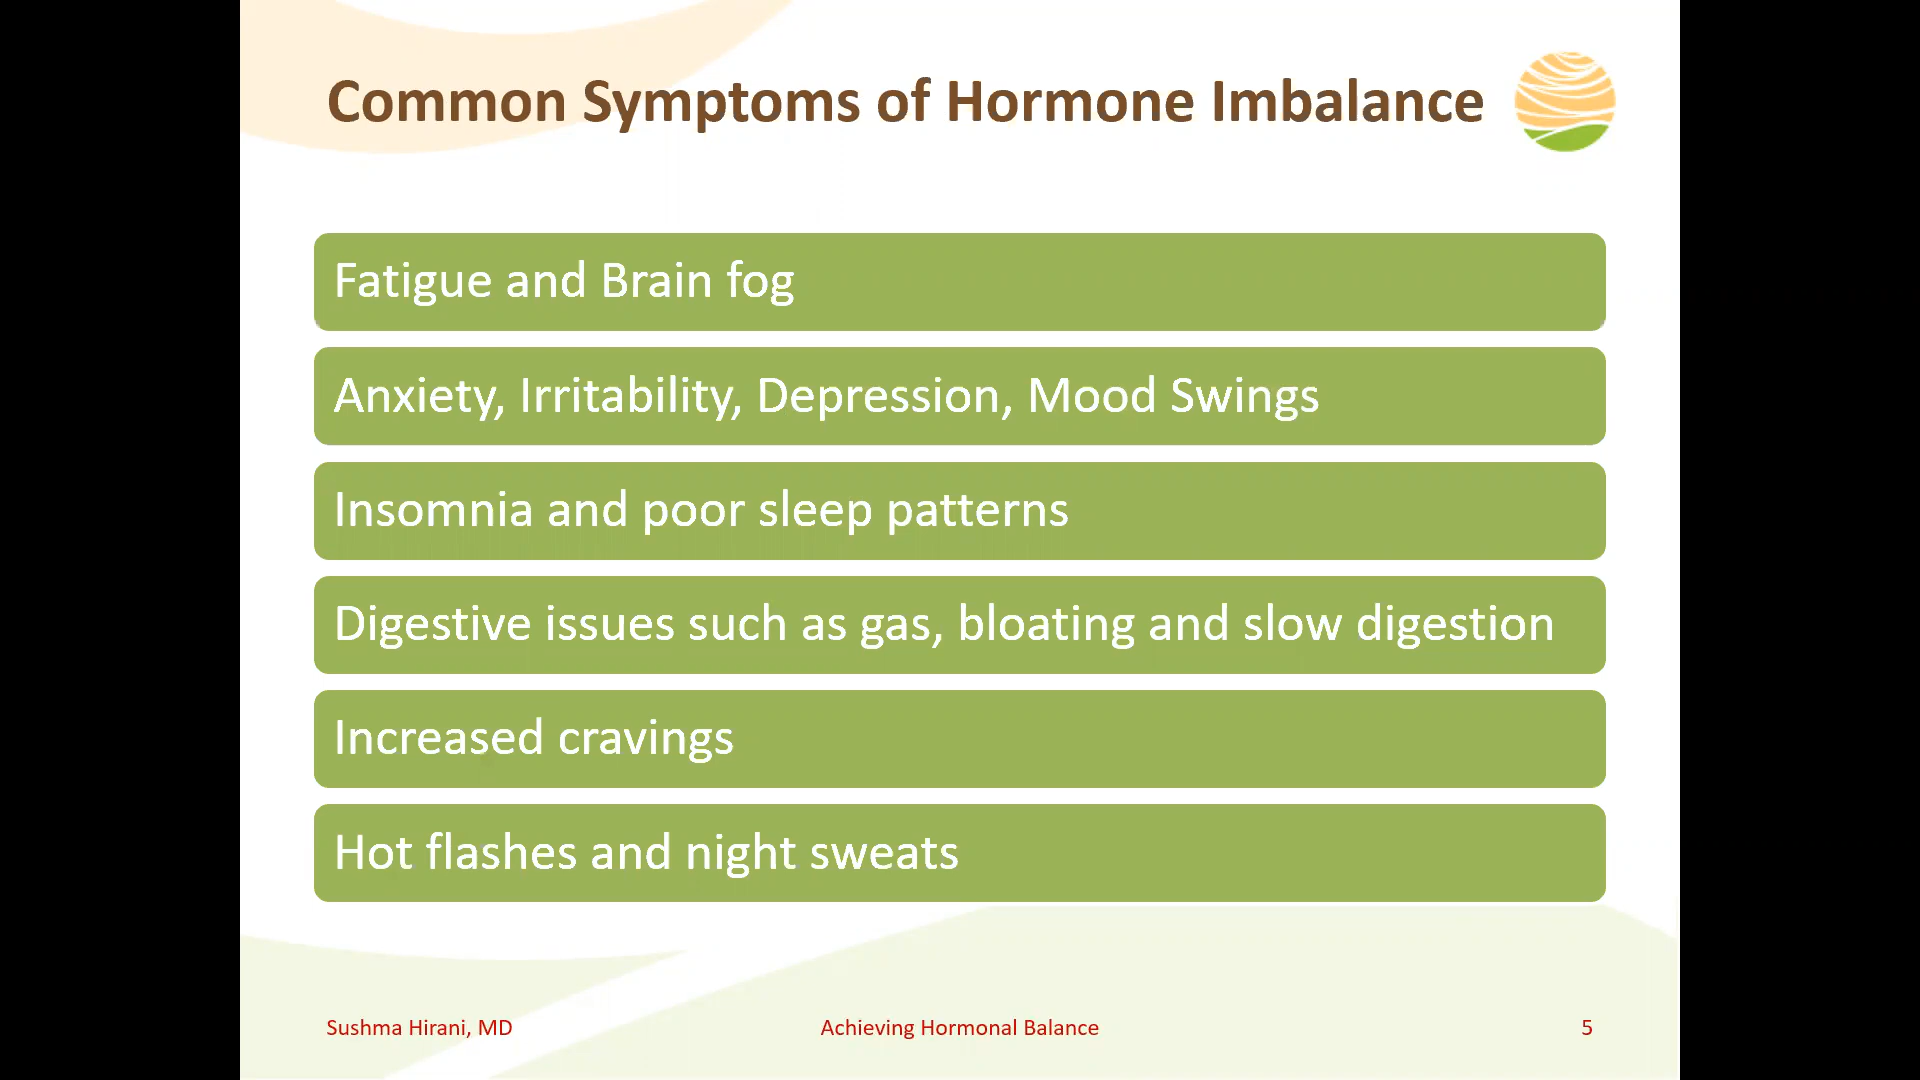 Common Symptoms of Hormone Imbalance
Fatigue and Brain fog
Anxiety, Irritability, Depression, Mood Swings
Insomnia and poor sleep patterns
Digestive issues such as gas, bloating and slow digestion
Increased cravings
Hot flashes and night sweats
Sushma Hirani, MD
Achieving Hormonal Balance
5